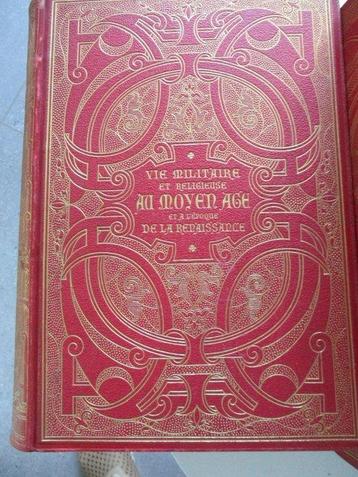 VIE MILITAIRE
ET RELIGIEUSE
AU MOYEN AGE
ET A L'ÉPOQUE
DE LA RENAISSANCE